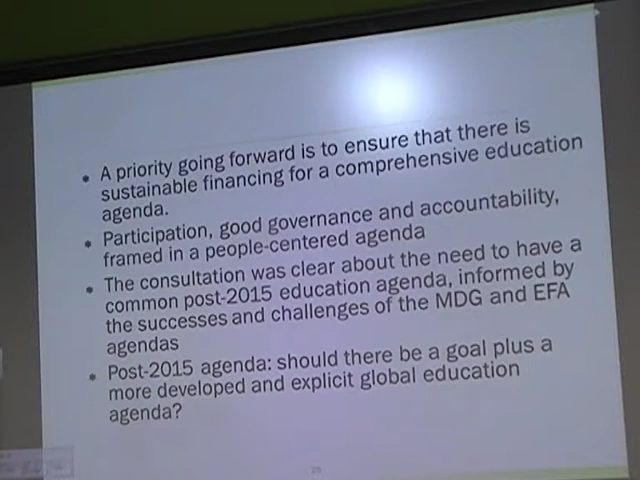 • A priority going forward is to ensure that there is
sustainable financing for a comprehensive education
agenda.
• Participation, good governance and accountability,
framed in a people-centered agenda
• The consultation was clear about the need to have a
common post-2015 education agenda, informed by
the successes and challenges of the MDG and EFA
agendas
• Post-2015 agenda: should there be a goal plus a
more developed and explicit global education
agenda?